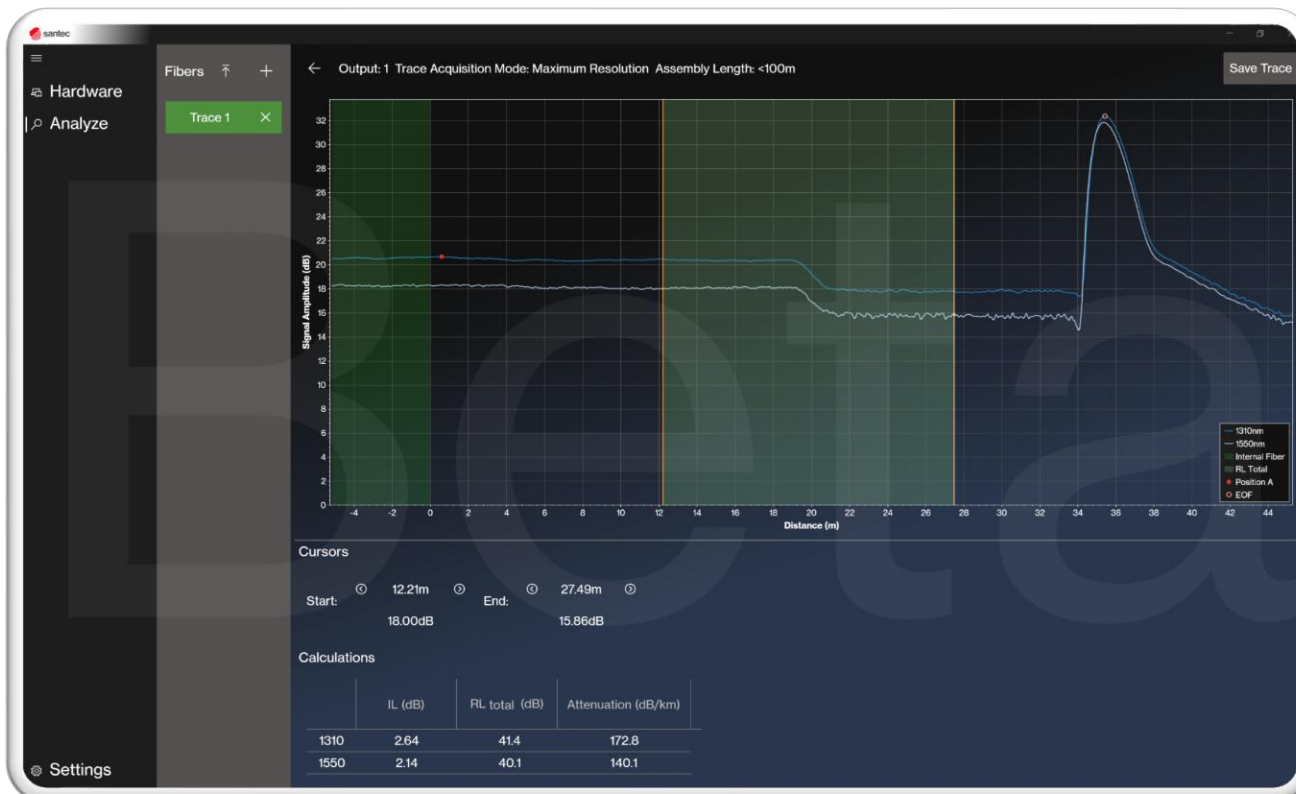 santec
Hardware
Analyze
Settings
Fibers
+
Trace 1
Output: 1 Trace Acquisition Mode: Maximum Resolution Assembly Length: <100m
Save Trace
Signal Amplitude (dB)
32
30
28
26
24
22
20
18
16
14
12
10
8
6
4
2
0
-4 -2 0 2 4 6 8 10 12 14 16 18 20 22 24 26 28 30 32 34 36 38 40 42 44
Distance (m)
1310nm
1550nm
Internal Fiber
RL Total
Position A
EOF
Beta
Cursors
Start: 12.21m End: 27.49m
18.00dB 15.86dB
Calculations
IL (dB) RL total (dB) Attenuation (dB/km)
1310 2.64 41.4 172.8
1550 2.14 40.1 140.1